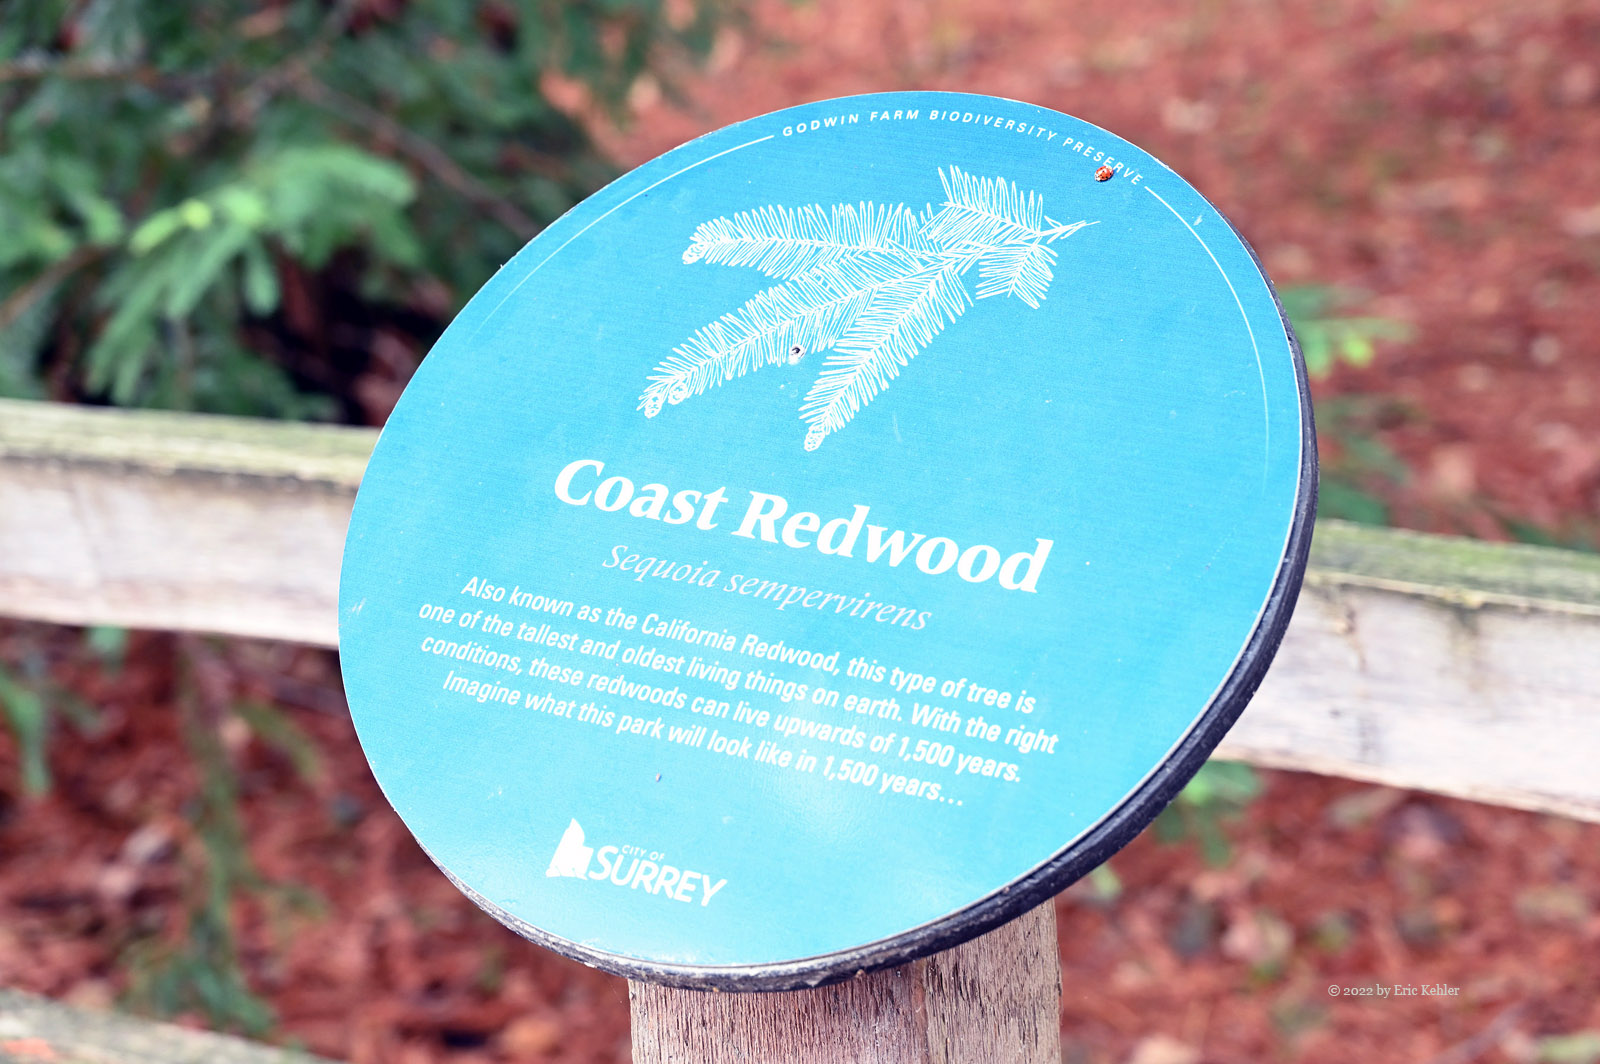 GODWIN FARM BIODIVERSITY PRESERVE
Coast Redwood
Sequoia sempervirens
Also known as the California Redwood, this type of tree is
one of the tallest and oldest living things on earth. With the right
conditions, these redwoods can live upwards of 1,500 years.
Imagine what this park will look like in 1,500 years...
CITY OF
SURREY
© 2022 by Eric Kehler